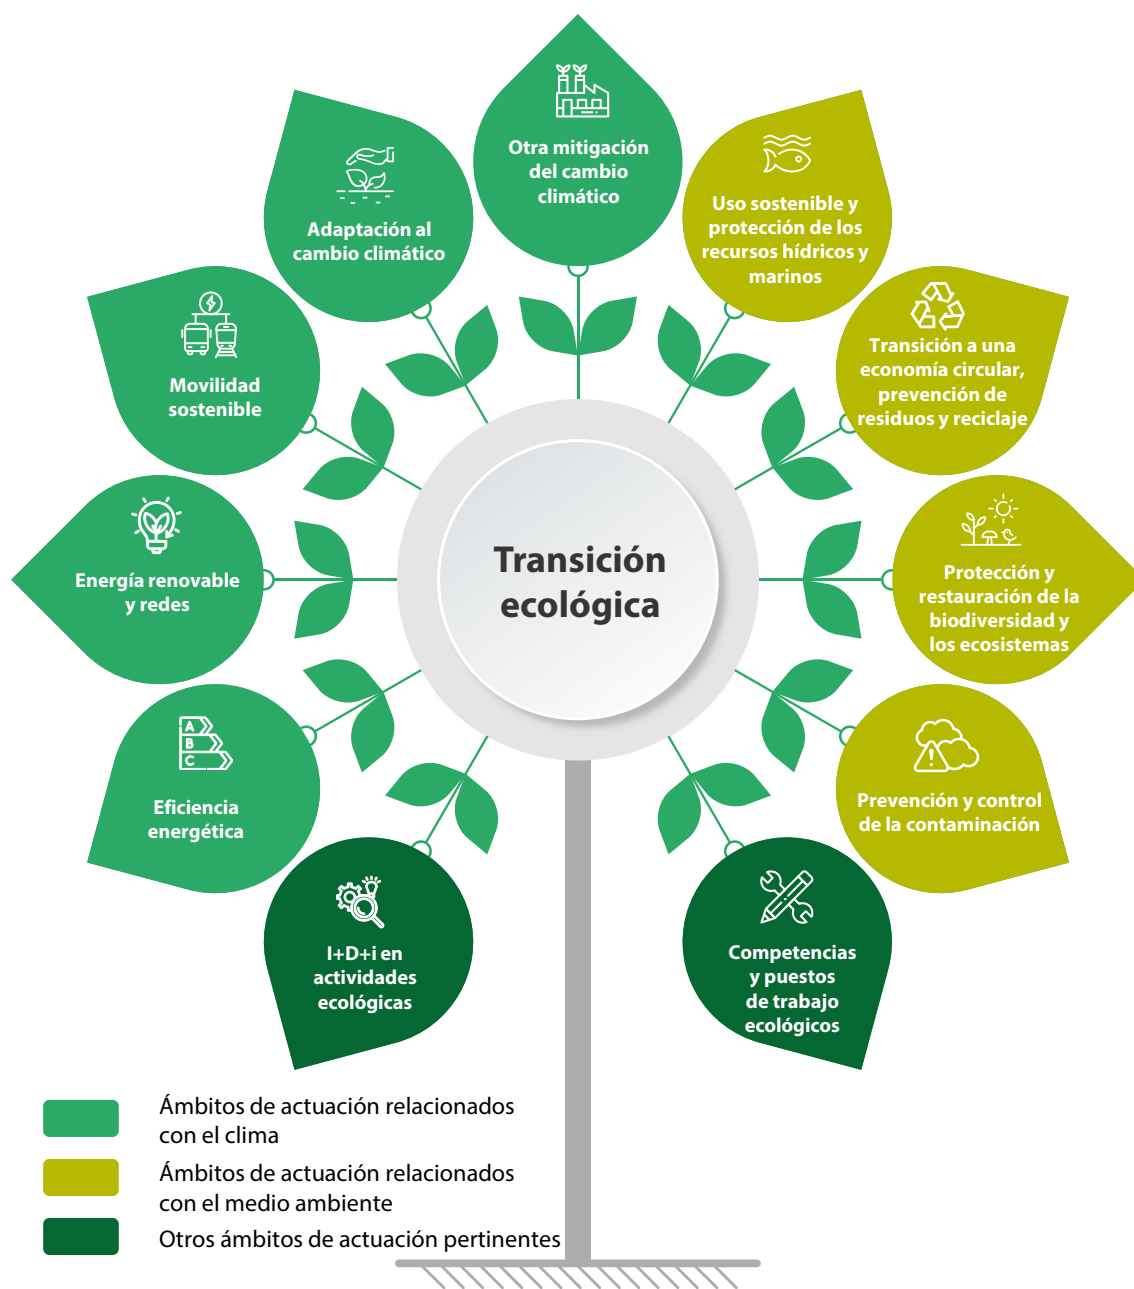 Otra mitigación
del cambio
climático
Adaptación al
cambio climático
Uso sostenible y
protección de los
recursos hídricos y
marinos
Movilidad
sostenible
Transición a una
economía circular,
prevención de
residuos y reciclaje
Energía renovable
y redes
Transición
ecológica
Protección y
restauración de la
biodiversidad y
los ecosistemas
A
B
C
Eficiencia
energética
Prevención y control
de la contaminación
I+D+i en
actividades
ecológicas
Competencias
y puestos
de trabajo
ecológicos
Ámbitos de actuación relacionados
con el clima
Ámbitos de actuación relacionados
con el medio ambiente
Otros ámbitos de actuación pertinentes